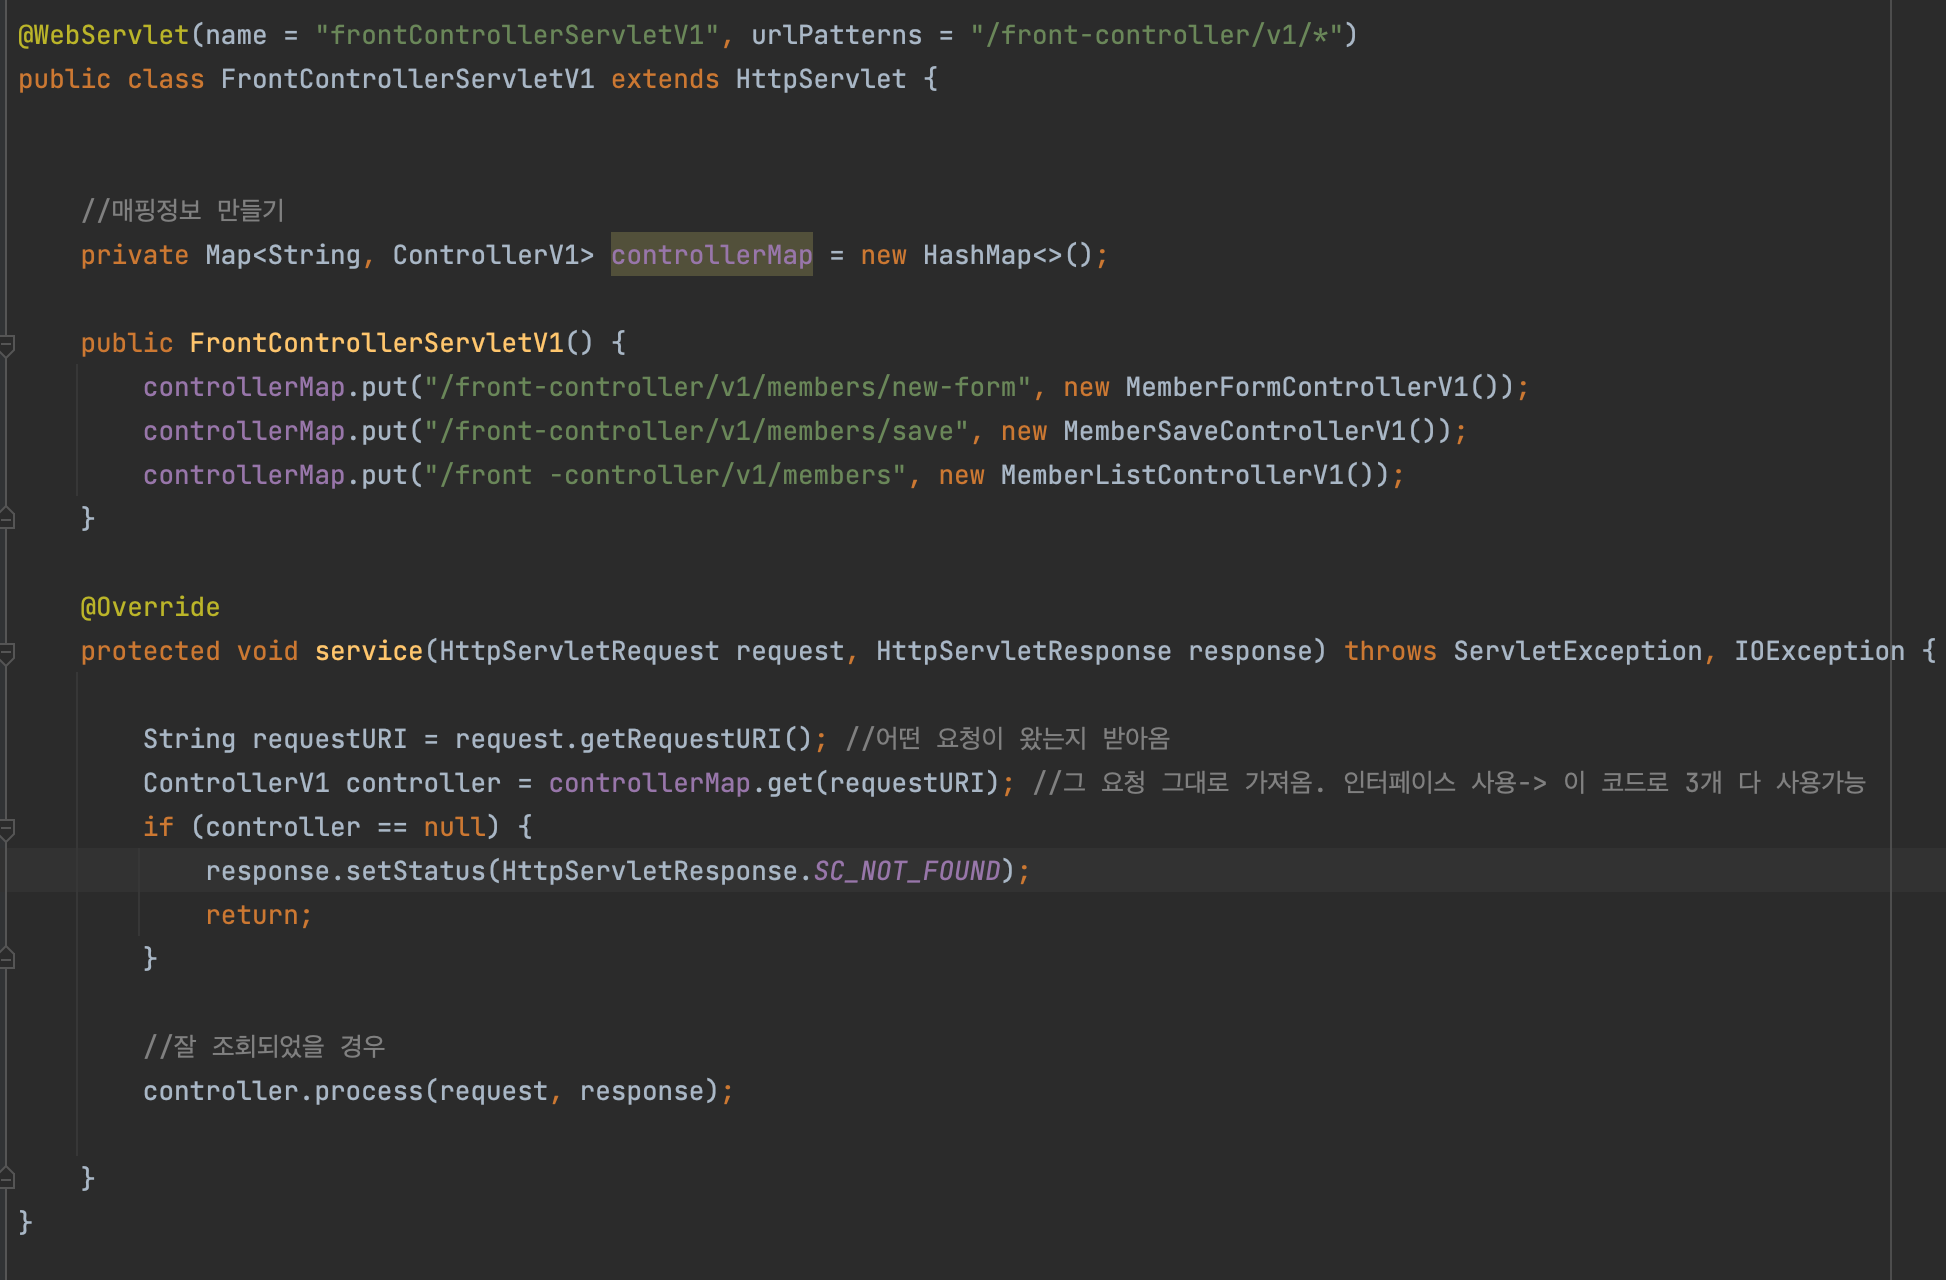 @WebServlet(name = "frontControllerServletV1", urlPatterns = "/front-controller/v1/*")
public class FrontControllerServletV1 extends HttpServlet {
//매핑정보 만들기
private Map<String, ControllerV1> controllerMap = new HashMap<>();
public FrontControllerServletV1() {
controllerMap.put("/front-controller/v1/members/new-form", new MemberFormControllerV1());
controllerMap.put("/front-controller/v1/members/save", new MemberSaveControllerV1());
controllerMap.put("/front -controller/v1/members", new MemberListControllerV1());
}
@Override
protected void service(HttpServletRequest request, HttpServletResponse response) throws ServletException, IOException {
String requestURI = request.getRequestURI(); //어떤 요청이 왔는지 받아옴
ControllerV1 controller = controllerMap.get(requestURI); //그 요청 그대로 가져옴. 인터페이스 사용-> 이 코드로 3개 다 사용가능
if (controller == null) {
response.setStatus(HttpServletResponse.SC_NOT_FOUND);
return;
}
//잘 조회되었을 경우
controller.process(request, response);
}
}